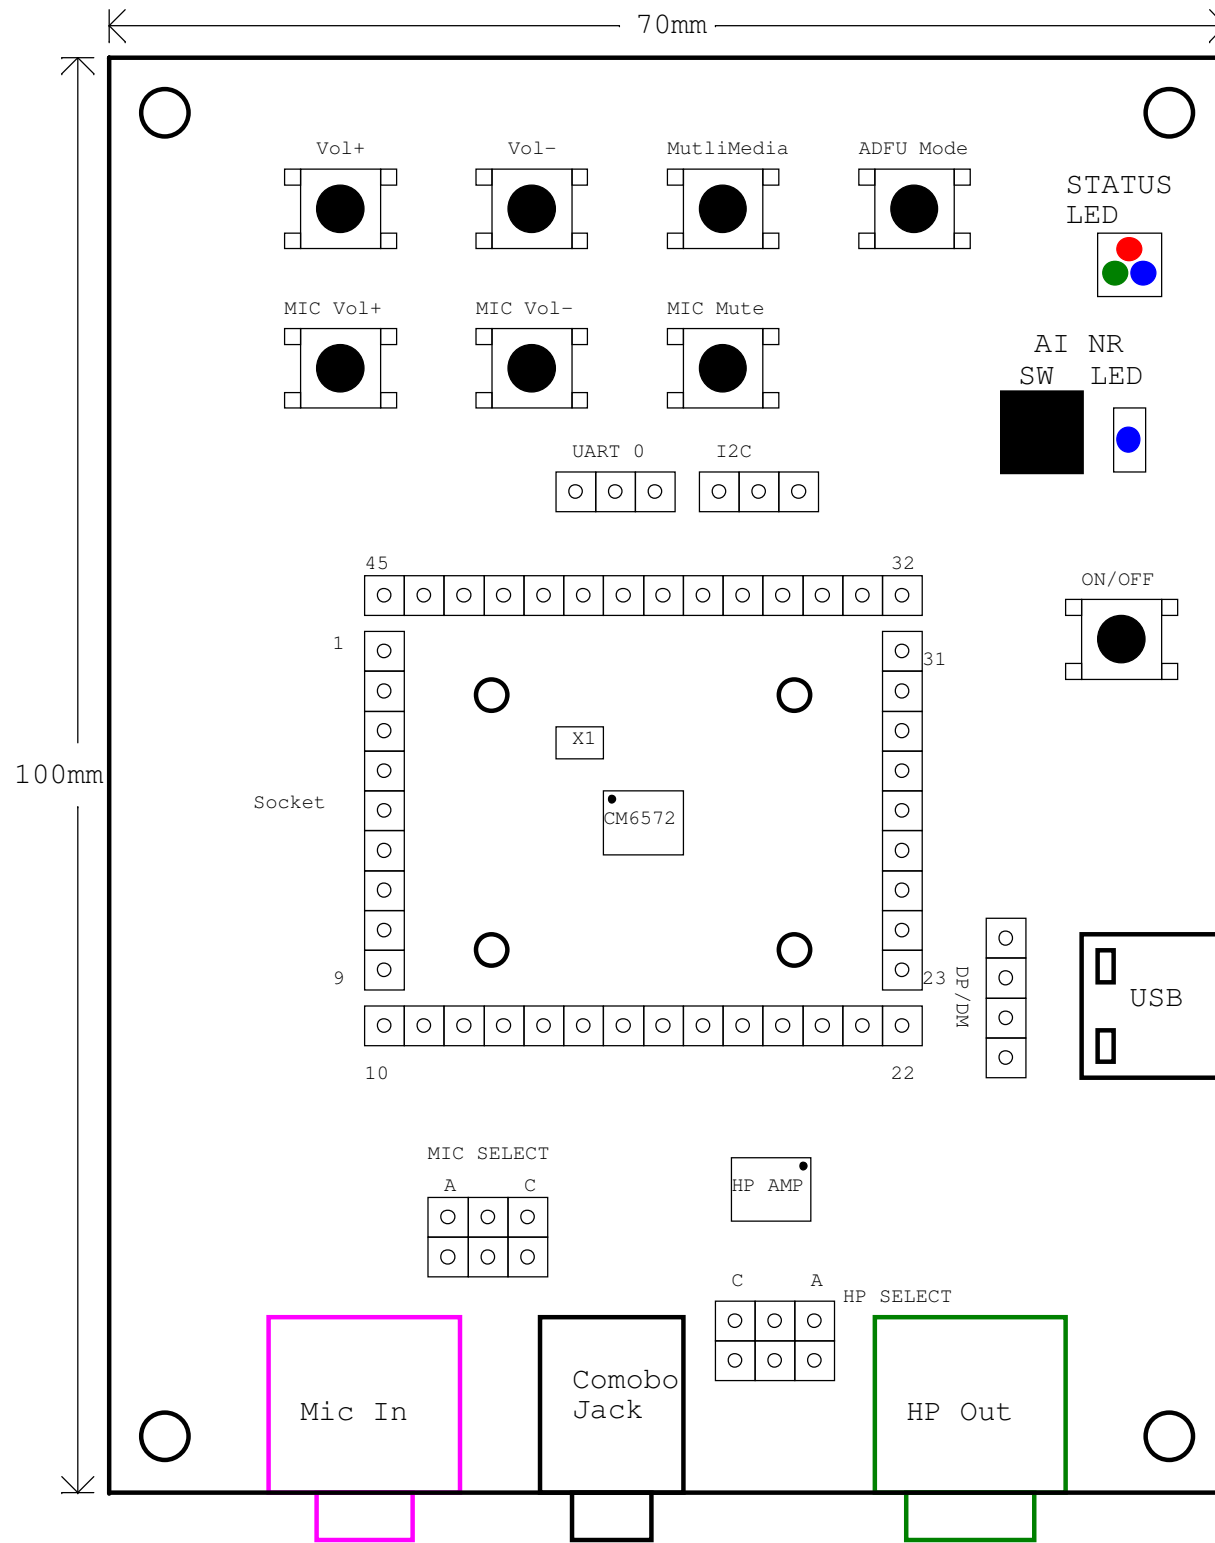 70mm
Vol+
Vol-
MutliMedia
ADFU Mode
STATUS
LED
MIC Vol+
MIC Vol-
MIC Mute
AI NR
SW LED
UART 0
I2C
45
32
ON/OFF
1
31
X1
100mm
Socket
CM6572
9
23
DP/DM
USB
10
22
MIC SELECT
A C
HP AMP
C A
HP SELECT
Comobo
Jack
Mic In
HP Out